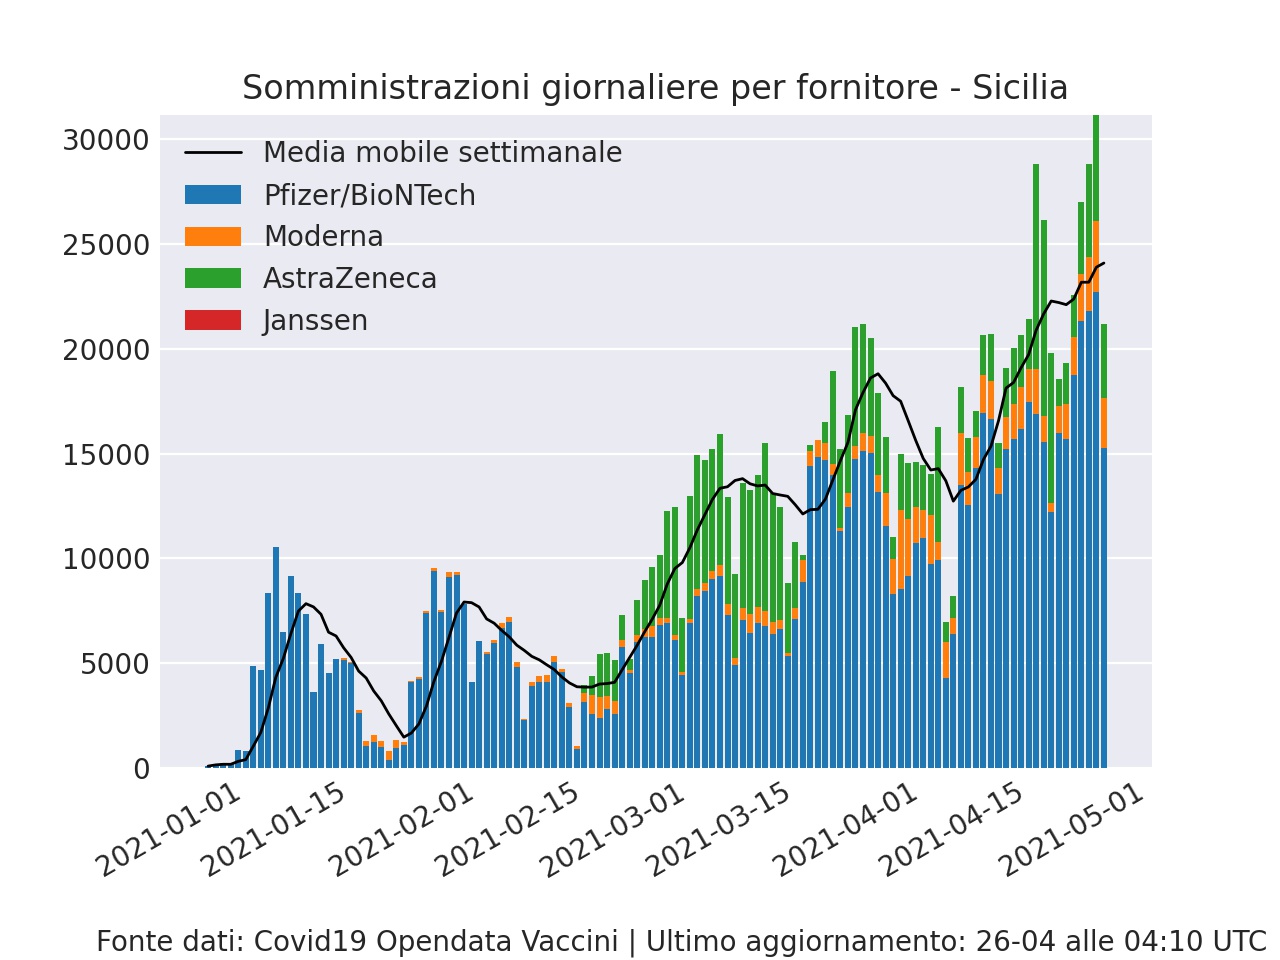 Somministrazioni giornaliere per fornitore - Sicilia
30000
25000
20000
15000
10000
5000
0
Media mobile settimanale
Pfizer/BioNTech
Moderna
AstraZeneca
Janssen
2021-01-01
2021-01-15
2021-02-01
2021-02-15
2021-03-01
2021-03-15
2021-04-01
2021-04-15
2021-05-01
Fonte dati: Covid19 Opendata Vaccini | Ultimo aggiornamento: 26-04 alle 04:10 UTC